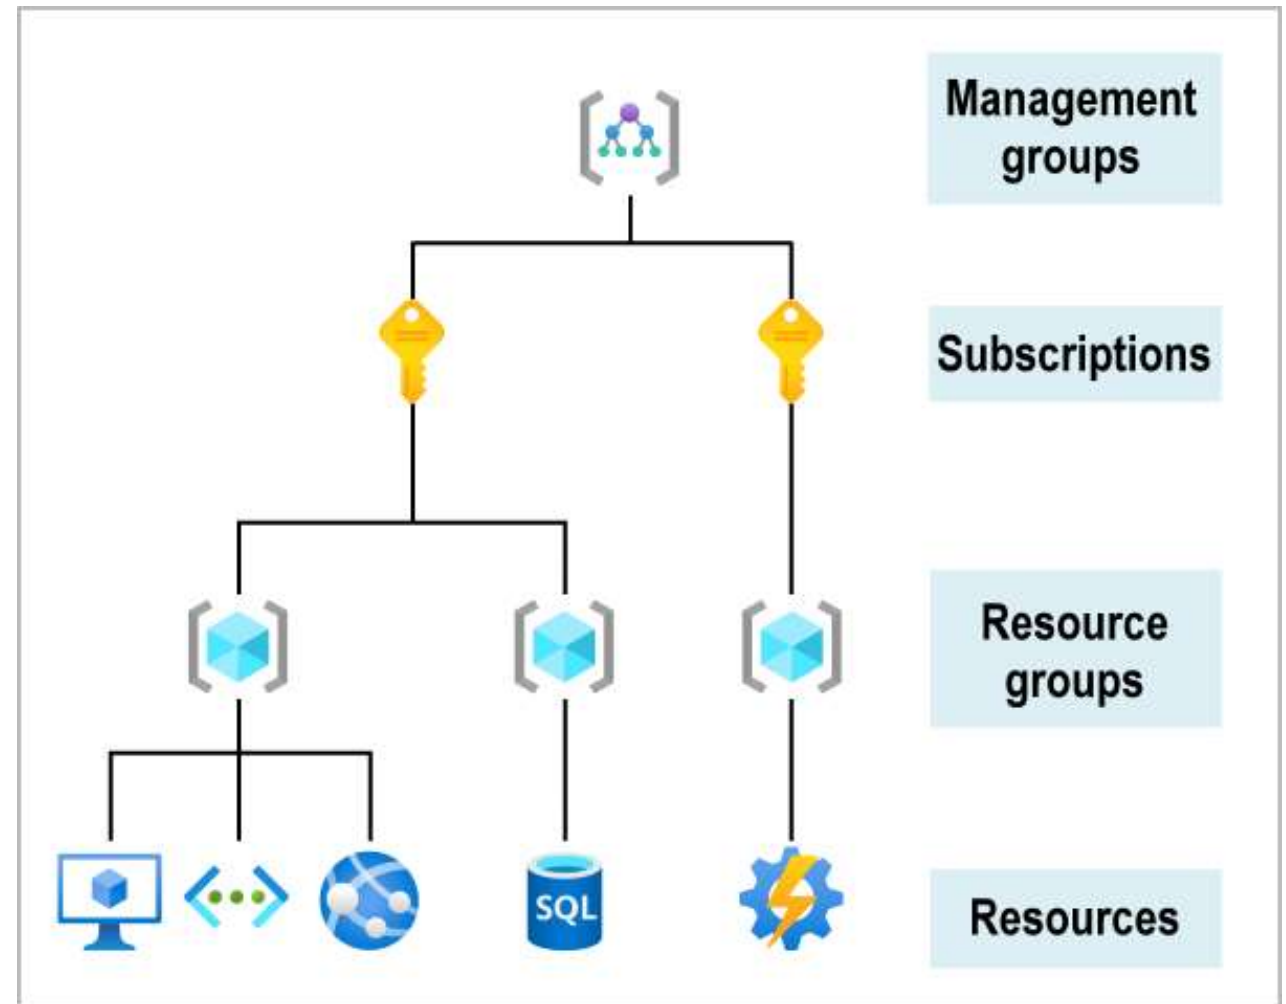 Management
groups
Subscriptions
Resource
groups
SQL
Resources